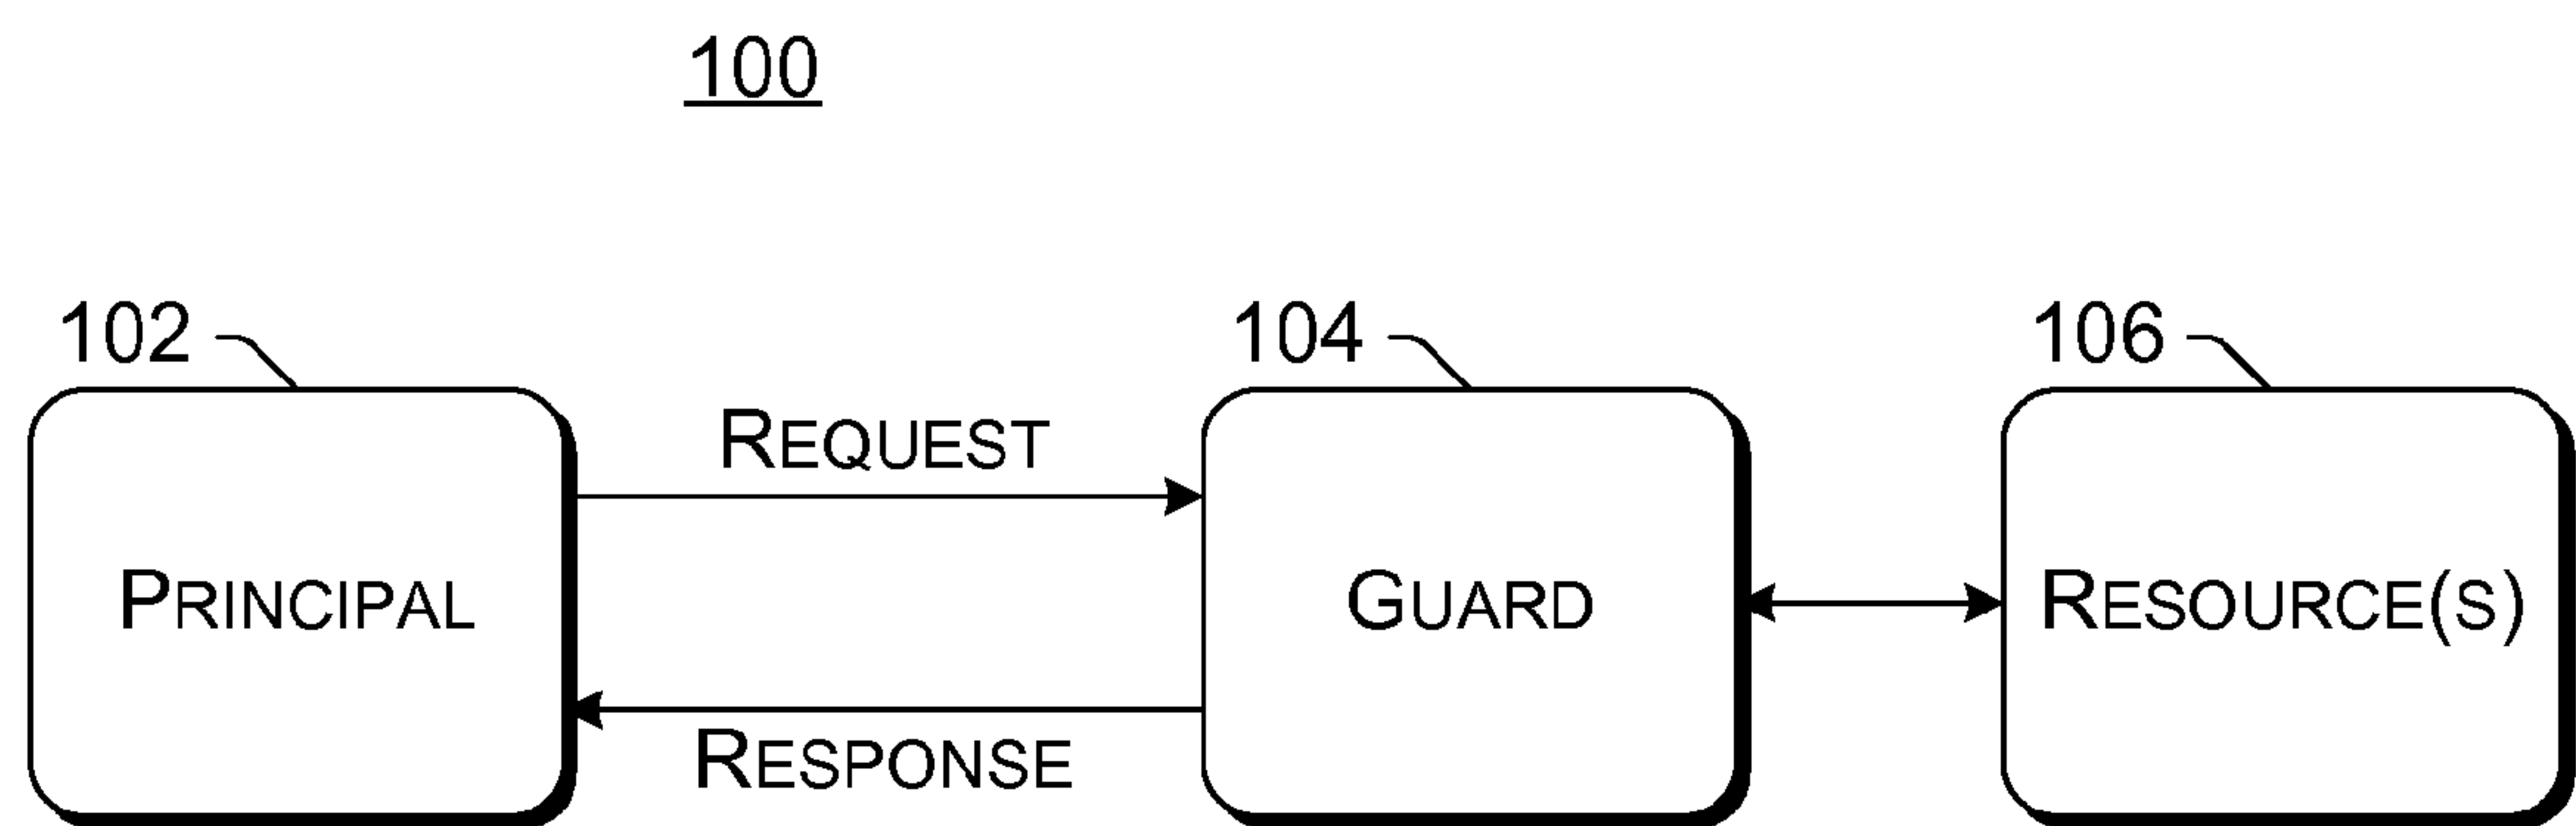 100
102
104
106
REQUEST
PRINCIPAL
GUARD
RESOURCE(S)
RESPONSE